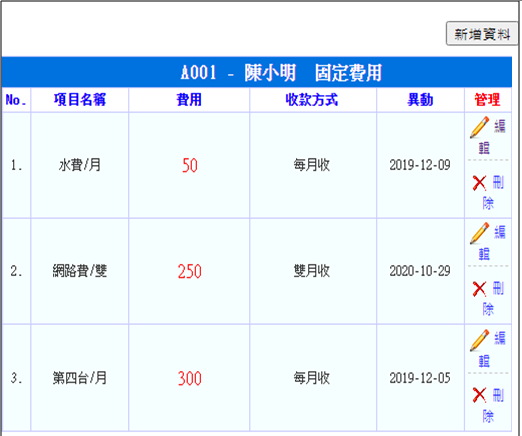 新增資料
A001 - 陳小明 固定費用
No. 項目名稱 費用 收款方式 異動 管理
1. 水費/月 50 每月收 2019-12-09 編輯 刪除
2. 網路費/雙 250 雙月收 2020-10-29 編輯 刪除
3. 第四台/月 300 每月收 2019-12-05 編輯 刪除